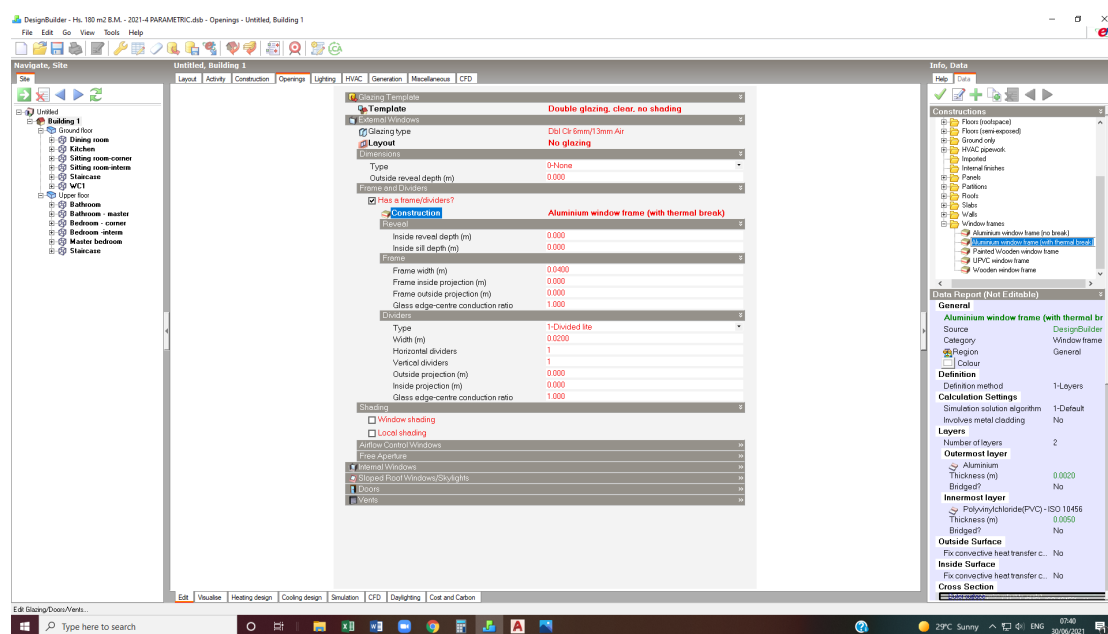 DesignBuilder - Hs. 180 m2 B.M. - 2021-4 PARAMETRIC.dsb - Openings - Untitled, Building 1
File Edit Go View Tools Help
Navigate, Site
Site
Untitled
Building 1
Ground floor
Dining room
Kitchen
Sitting room-corner
Sitting room-interm
Staircase
WC1
Upper floor
Bathroom
Bathroom - master
Bedroom - corner
Bedroom -interm
Master bedroom
Staircase
Untitled, Building 1
Layout Activity Construction Openings Lighting HVAC Generation Miscellaneous CFD
Glazing Template
Template Double glazing, clear, no shading
External Windows
Glazing type Dbl Clr 6mm/13mm Air
Layout No glazing
Dimensions
Type 0-None
Outside reveal depth (m) 0.000
Frame and Dividers
Has a frame/dividers?
Construction Aluminium window frame (with thermal break)
Reveal
Inside reveal depth (m) 0.000
Inside sill depth (m) 0.000
Frame
Frame width (m) 0.0400
Frame inside projection (m) 0.000
Frame outside projection (m) 0.000
Glass edge-centre conduction ratio 1.000
Dividers
Type 1-Divided lite
Width (m) 0.0200
Horizontal dividers 1
Vertical dividers 1
Outside projection (m) 0.000
Inside projection (m) 0.000
Glass edge-centre conduction ratio 1.000
Shading
Window shading
Local shading
Airflow Control Windows
Free Aperture
Internal Windows
Sloped Roof Windows/Skylights
Doors
Vents
Edit Visualise Heating design Cooling design Simulation CFD Daylighting Cost and Carbon
Info, Data
Help Data
Constructions
Floors (roofspace)
Floors (semi-exposed)
Ground only
HVAC pipework
Imported
Internal finishes
Panels
Partitions
Roofs
Slabs
Walls
Window frames
Aluminium window frame (no break)
Aluminium window frame (with thermal break)
Painted Wooden window frame
UPVC window frame
Wooden window frame
Data Report (Not Editable)
General
Aluminium window frame (with thermal br
Source DesignBuilder
Category Window frame
Region General
Colour
Definition
Definition method 1-Layers
Calculation Settings
Simulation solution algorithm 1-Default
Involves metal cladding No
Layers
Number of layers 2
Outermost layer
Aluminium
Thickness (m) 0.0020
Bridged? No
Innermost layer
Polyvinylchloride(PVC) - ISO 10456
Thickness (m) 0.0050
Bridged? No
Outside Surface
Fix convective heat transfer c... No
Inside Surface
Fix convective heat transfer c... No
Cross Section
Edit Glazing/Doors/Vents...
Type here to search
29°C Sunny ENG 07:40
30/06/2021